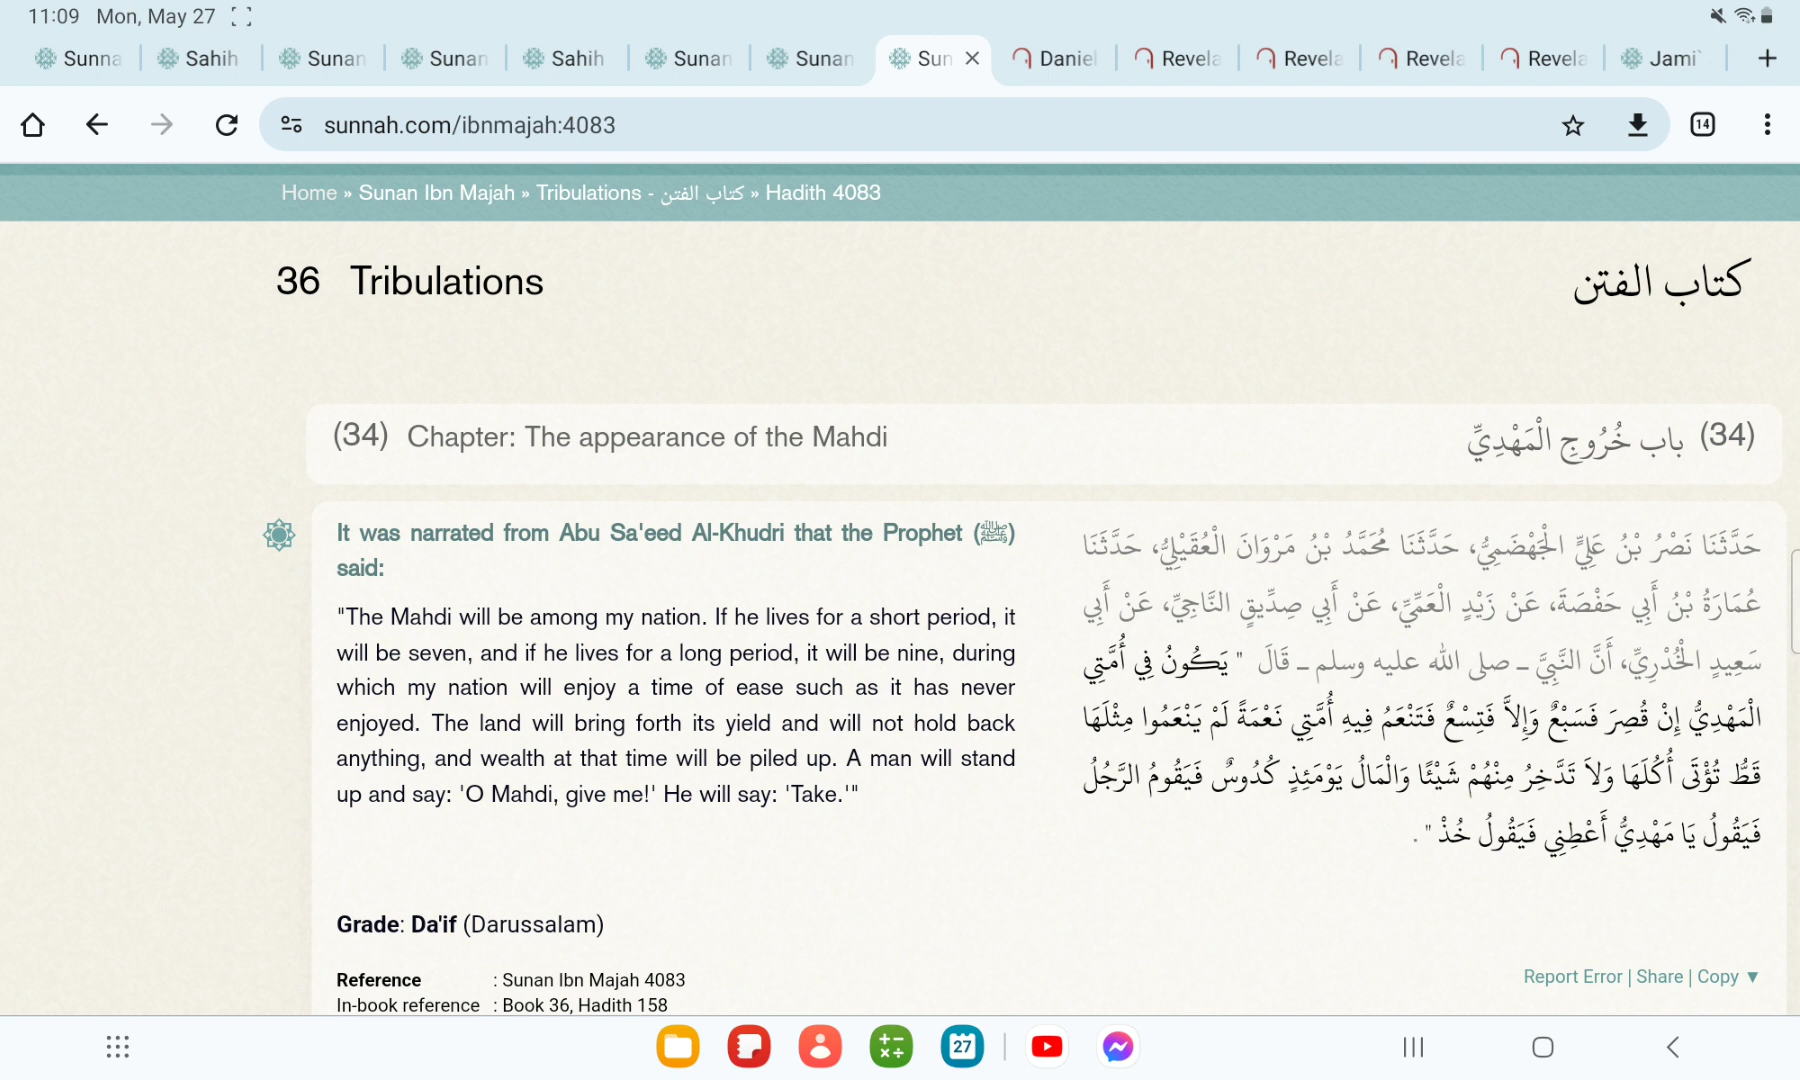 11:09 Mon, May 27
Sunna Sahih Sunan Sunan Sahih Sunan Sunan Sun Daniel Revela Revela Revela Revela Jami`
sunnah.com/ibnmajah:4083 14
Home » Sunan Ibn Majah » Tribulations - كتاب الفتن » Hadith 4083
36 Tribulations
كتاب الفتن
(34) Chapter: The appearance of the Mahdi
(34) باب خُرُوجِ الْمَهْدِيِّ
It was narrated from Abu Sa'eed Al-Khudri that the Prophet (ﷺ)
said:
"The Mahdi will be among my nation. If he lives for a short period, it
will be seven, and if he lives for a long period, it will be nine, during
which my nation will enjoy a time of ease such as it has never
enjoyed. The land will bring forth its yield and will not hold back
anything, and wealth at that time will be piled up. A man will stand
up and say: 'O Mahdi, give me!' He will say: 'Take.'"
حَدَّثَنَا نَصْرُ بْنُ عَلِيٍّ الْجَهْضَمِيُّ، حَدَّثَنَا مُحَمَّدُ بْنُ مَرْوَانَ الْعُقَيْلِيُّ، حَدَّثَنَا
عُمَارَةُ بْنُ أَبِي حَفْصَةَ، عَنْ زَيْدٍ الْعَمِّيِّ، عَنْ أَبِي صِدِّيقٍ النَّاجِيِّ، عَنْ أَبِي
سَعِيدٍ الْخُدْرِيِّ، أَنَّ النَّبِيَّ ـ صلى الله عليه وسلم ـ قَالَ ‏"‏ يَكُونُ فِي أُمَّتِي
الْمَهْدِيُّ إِنْ قُصِرَ فَسَبْعٌ وَإِلاَّ فَتِسْعٌ فَتَنْعَمُ فِيهِ أُمَّتِي نَعْمَةً لَمْ يَنْعَمُوا مِثْلَهَا
قَطُّ تُؤْتَى أُكُلَهَا وَلاَ تَدَّخِرُ مِنْهُمْ شَيْئًا وَالْمَالُ يَوْمَئِذٍ كُدُوسٌ فَيَقُومُ الرَّجُلُ
فَيَقُولُ يَا مَهْدِيُّ أَعْطِنِي فَيَقُولُ خُذْ ‏"‏ ‏.‏
Grade: Da'if (Darussalam)
Reference : Sunan Ibn Majah 4083
In-book reference : Book 36, Hadith 158
Report Error | Share | Copy ▼
27